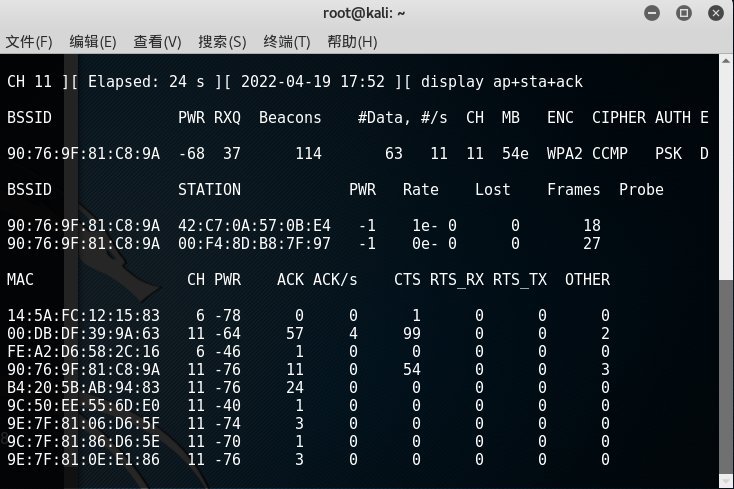 root@kali: ~
文件(F) 编辑(E) 查看(V) 搜索(S) 终端(T) 帮助(H)
CH 11 ][ Elapsed: 24 s ][ 2022-04-19 17:52 ][ display ap+sta+ack
BSSID PWR RXQ Beacons #Data, #/s CH MB ENC CIPHER AUTH E
90:76:9F:81:C8:9A -68 37 114 63 11 11 54e WPA2 CCMP PSK D
BSSID STATION PWR Rate Lost Frames Probe
90:76:9F:81:C8:9A 42:C7:0A:57:0B:E4 -1 1e- 0 0 18
90:76:9F:81:C8:9A 00:F4:8D:B8:7F:97 -1 0e- 0 0 27
MAC CH PWR ACK ACK/s CTS RTS_RX RTS_TX OTHER
14:5A:FC:12:15:83 6 -78 0 0 1 0 0 0
00:DB:DF:39:9A:63 11 -64 57 4 99 0 0 2
FE:A2:D6:58:2C:16 6 -46 1 0 0 0 0 0
90:76:9F:81:C8:9A 11 -76 11 0 54 0 0 3
B4:20:5B:AB:94:83 11 -76 24 0 0 0 0 0
9C:50:EE:55:6D:E0 11 -40 1 0 0 0 0 0
9E:7F:81:06:D6:5F 11 -74 3 0 0 0 0 0
9C:7F:81:86:D6:5E 11 -70 1 0 0 0 0 0
9E:7F:81:0E:E1:86 11 -76 3 0 0 0 0 0